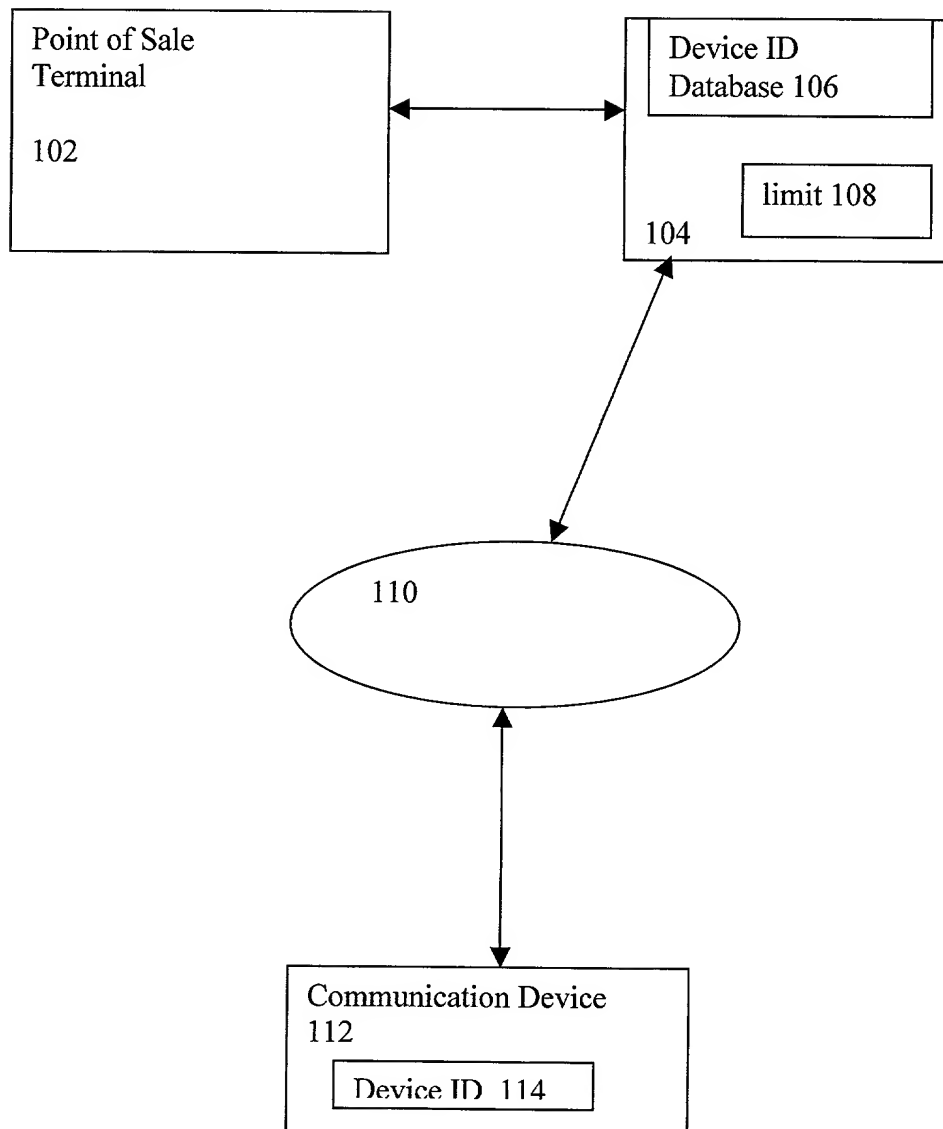 Point of Sale
Terminal
102
Device ID
Database 106
limit 108
104
110
Communication Device
112
Device ID 114